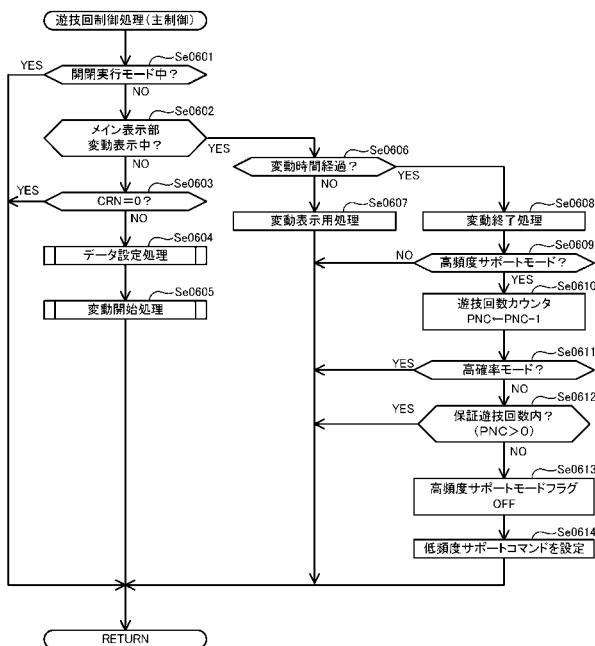 遊技回制御処理(主制御)
Se0601
開閉実行モード中?
YES
NO
Se0602
メイン表示部
変動表示中?
YES
NO
Se0603
CRN=0?
YES
NO
Se0604
データ設定処理
Se0605
変動開始処理
Se0606
変動時間経過?
YES
NO
Se0607
変動表示用処理
Se0608
変動終了処理
Se0609
高頻度サポートモード?
NO
YES
Se0610
遊技回数カウンタ
PNC←PNC-1
Se0611
高確率モード?
YES
NO
Se0612
保証遊技回数内?
(PNC>0)
YES
NO
Se0613
高頻度サポートモードフラグ
OFF
Se0614
低頻度サポートコマンドを設定
RETURN